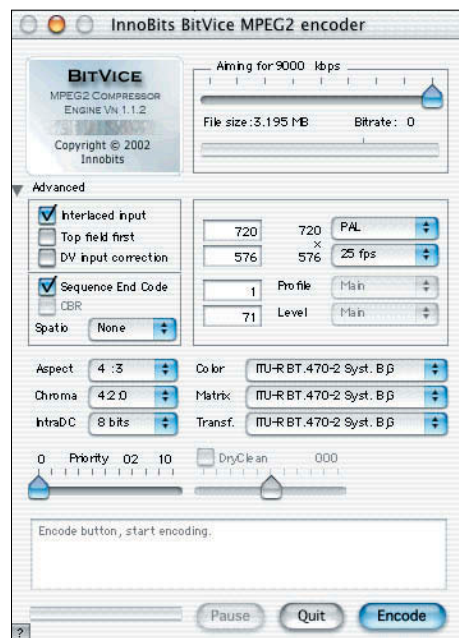 InnoBits BitVice MPEG2 encoder
BITVICE
MPEG2 COMPRESSOR
ENGINE VN 1.1.2
Copyright © 2002
Innobits
Aiming for 9000 kbps
File size:3.195 MB Bitrate: 0
Advanced
Interlaced input
Top field first
DV input correction
Sequence End Code
CBR
Spatio None
720 720 PAL
×
576 576 25 fps
1 Profile Main
71 Level Main
Aspect 4:3 Color ITU-R BT.470-2 Syst. B,G
Chroma 4:2:0 Matrix ITU-R BT.470-2 Syst. B,G
IntraDC 8 bits Transf. ITU-R BT.470-2 Syst. B,G
0 Priority 02 10 DryClean 000
Encode button, start encoding.
? Pause Quit Encode